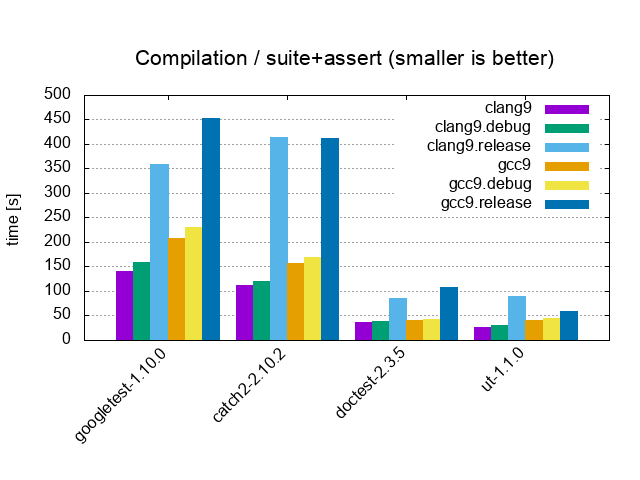 Compilation / suite+assert (smaller is better)
time [s]
500
450
400
350
300
250
200
150
100
50
0
clang9
clang9.debug
clang9.release
gcc9
gcc9.debug
gcc9.release
googletest-1.10.0
catch2-2.10.2
doctest-2.3.5
ut-1.1.0